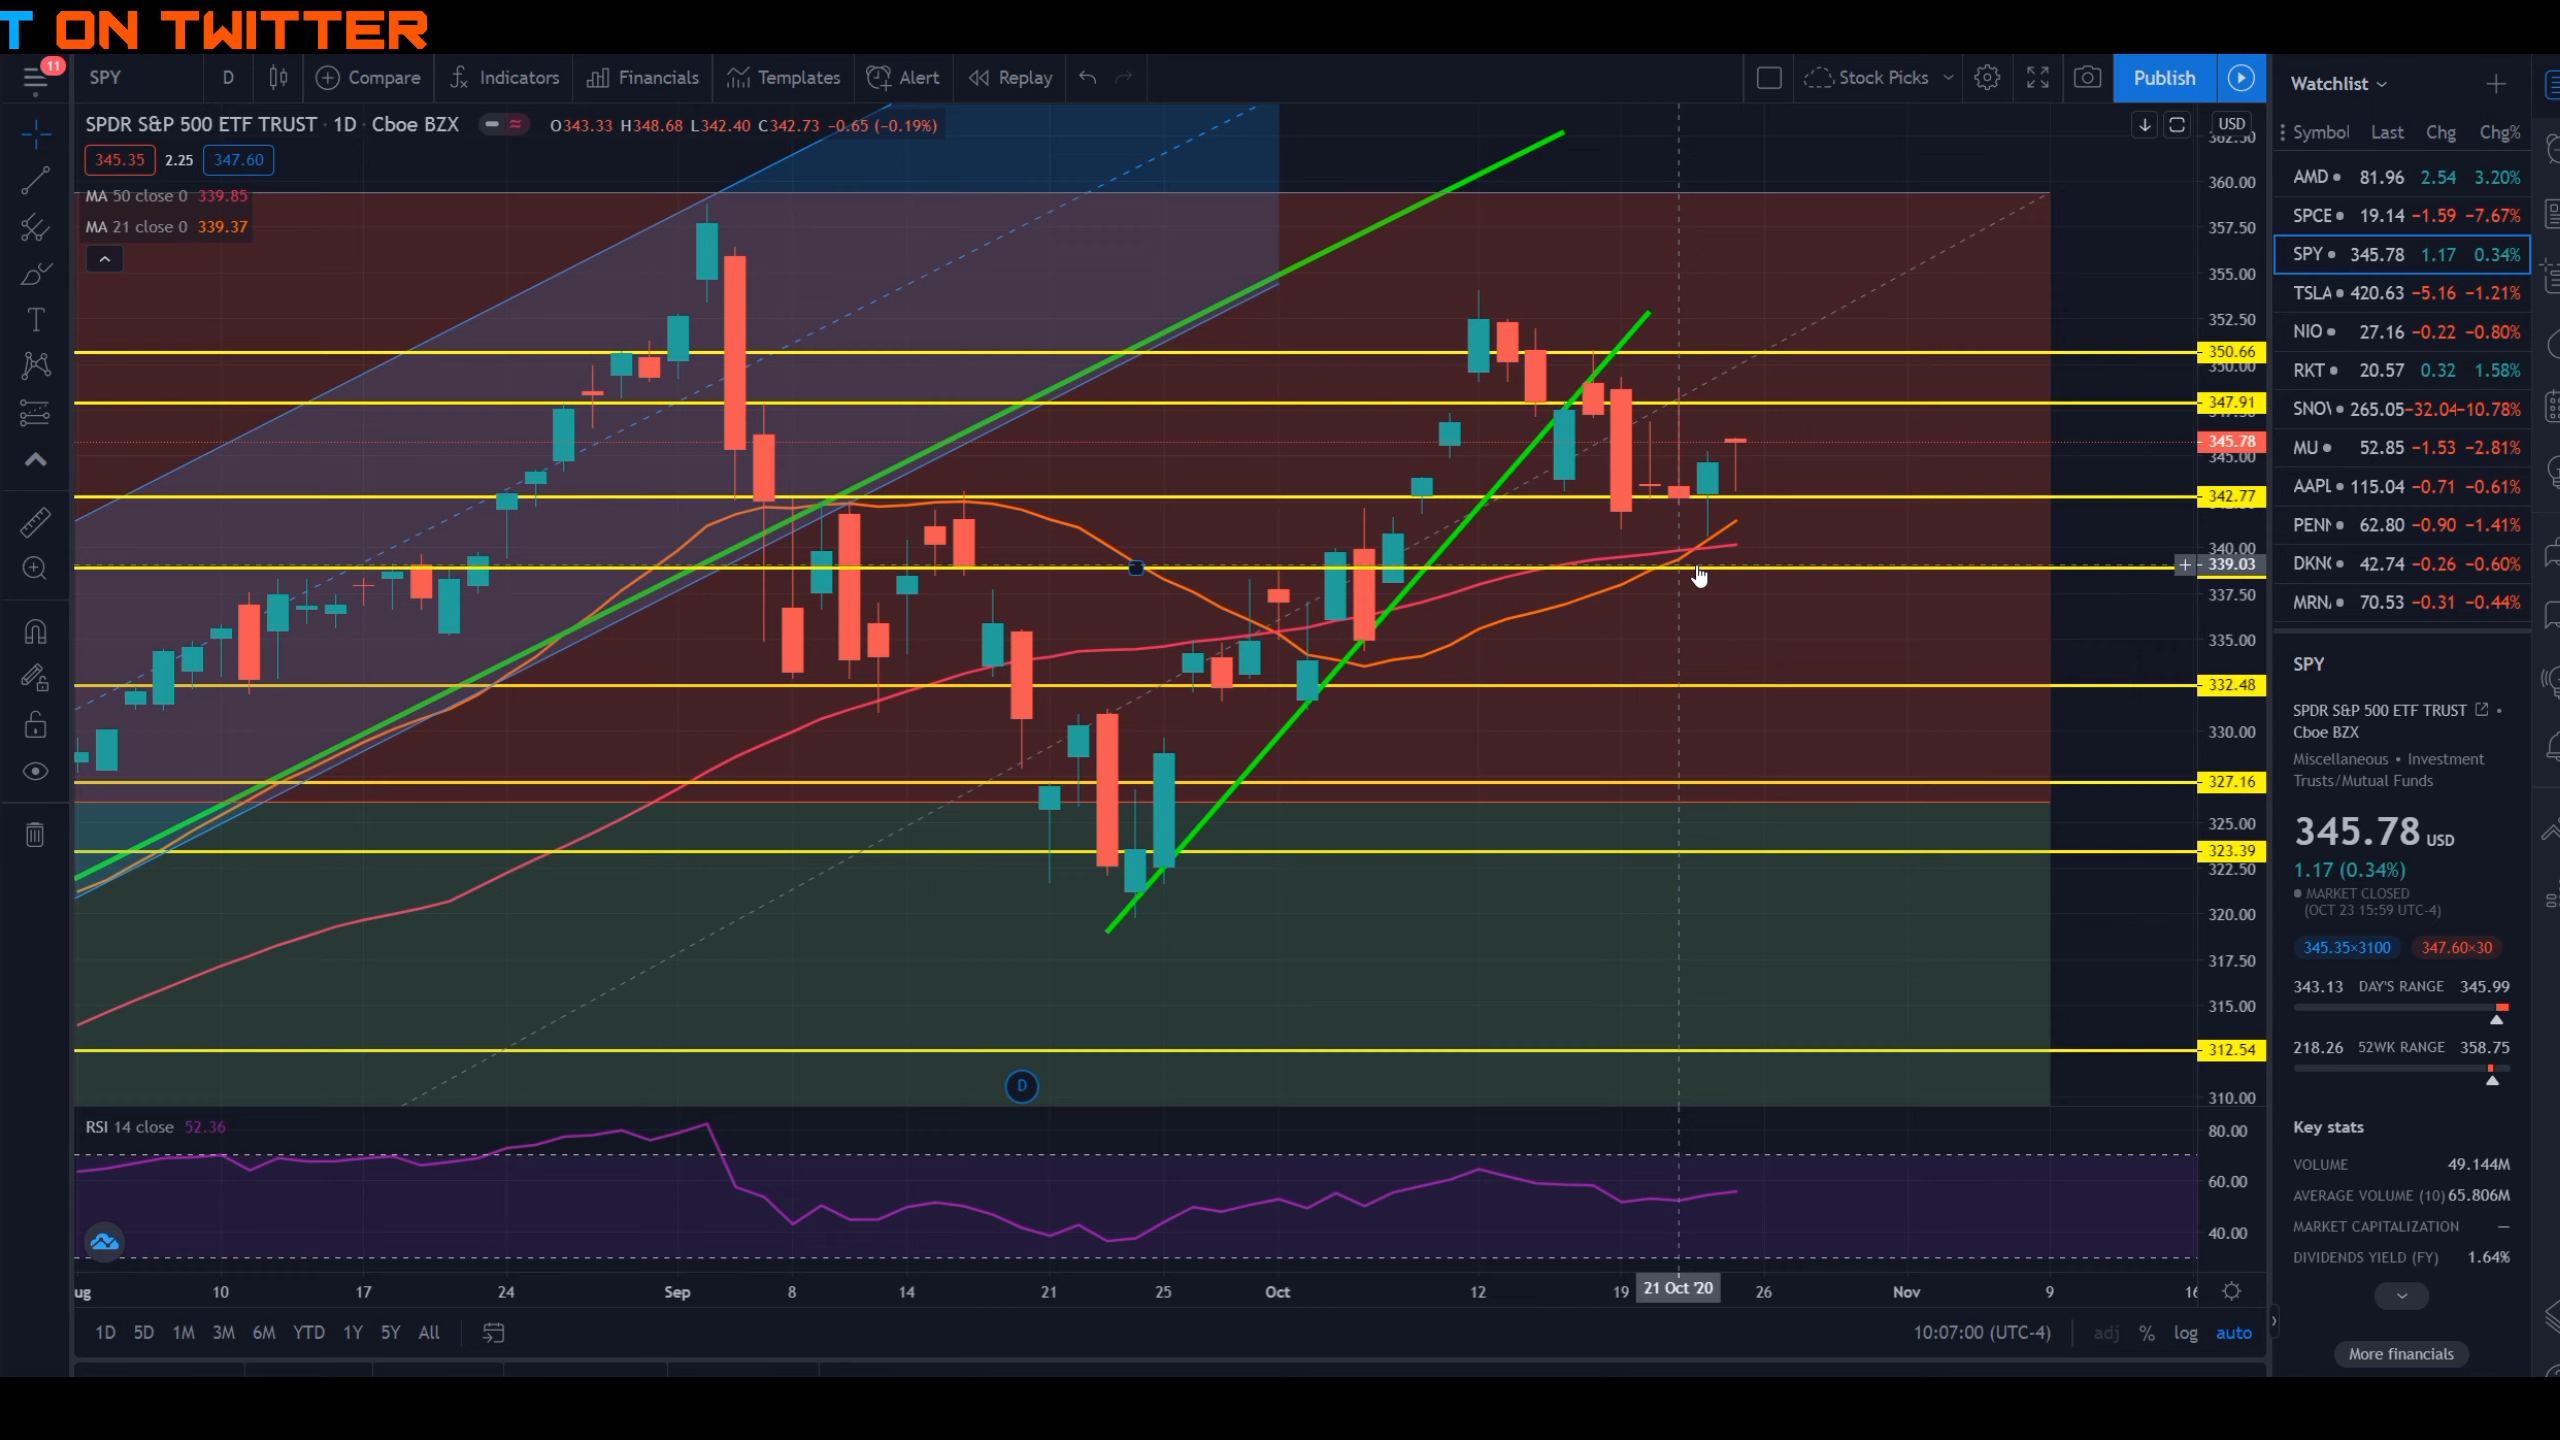 T ON TWITTER
11
SPY D Compare Indicators Financials Templates Alert Replay Stock Picks Publish
SPDR S&P 500 ETF TRUST · 1D · Cboe BZX O343.33 H348.68 L342.40 C342.73 −0.65 (−0.19%)
345.35 2.25 347.60
MA 50 close 0 339.85
MA 21 close 0 339.37
USD
362.50
360.00
357.50
355.00
352.50
350.66
350.00
347.91
345.78
345.00
342.77
340.00
339.03
337.50
335.00
332.48
330.00
327.16
325.00
323.39
322.50
320.00
317.50
315.00
312.54
310.00
D
RSI 14 close 52.36
80.00
60.00
40.00
ug 10 17 24 Sep 8 14 21 25 Oct 12 19 21 Oct '20 26 Nov 9 16
1D 5D 1M 3M 6M YTD 1Y 5Y All 10:07:00 (UTC-4) adj % log auto
Watchlist
Symbol Last Chg Chg%
AMD 81.96 2.54 3.20%
SPCE 19.14 −1.59 −7.67%
SPY 345.78 1.17 0.34%
TSLA 420.63 −5.16 −1.21%
NIO 27.16 −0.22 −0.80%
RKT 20.57 0.32 1.58%
SNO 265.05 −32.04 −10.78%
MU 52.85 −1.53 −2.81%
AAPL 115.04 −0.71 −0.61%
PENN 62.80 −0.90 −1.41%
DKN 42.74 −0.26 −0.60%
MRN 70.53 −0.31 −0.44%
SPY
SPDR S&P 500 ETF TRUST •
Cboe BZX
Miscellaneous • Investment
Trusts/Mutual Funds
345.78 USD
1.17 (0.34%)
MARKET CLOSED
(OCT 23 15:59 UTC-4)
345.35×3100 347.60×30
343.13 DAY'S RANGE 345.99
218.26 52WK RANGE 358.75
Key stats
VOLUME 49.144M
AVERAGE VOLUME (10) 65.806M
MARKET CAPITALIZATION —
DIVIDENDS YIELD (FY) 1.64%
More financials